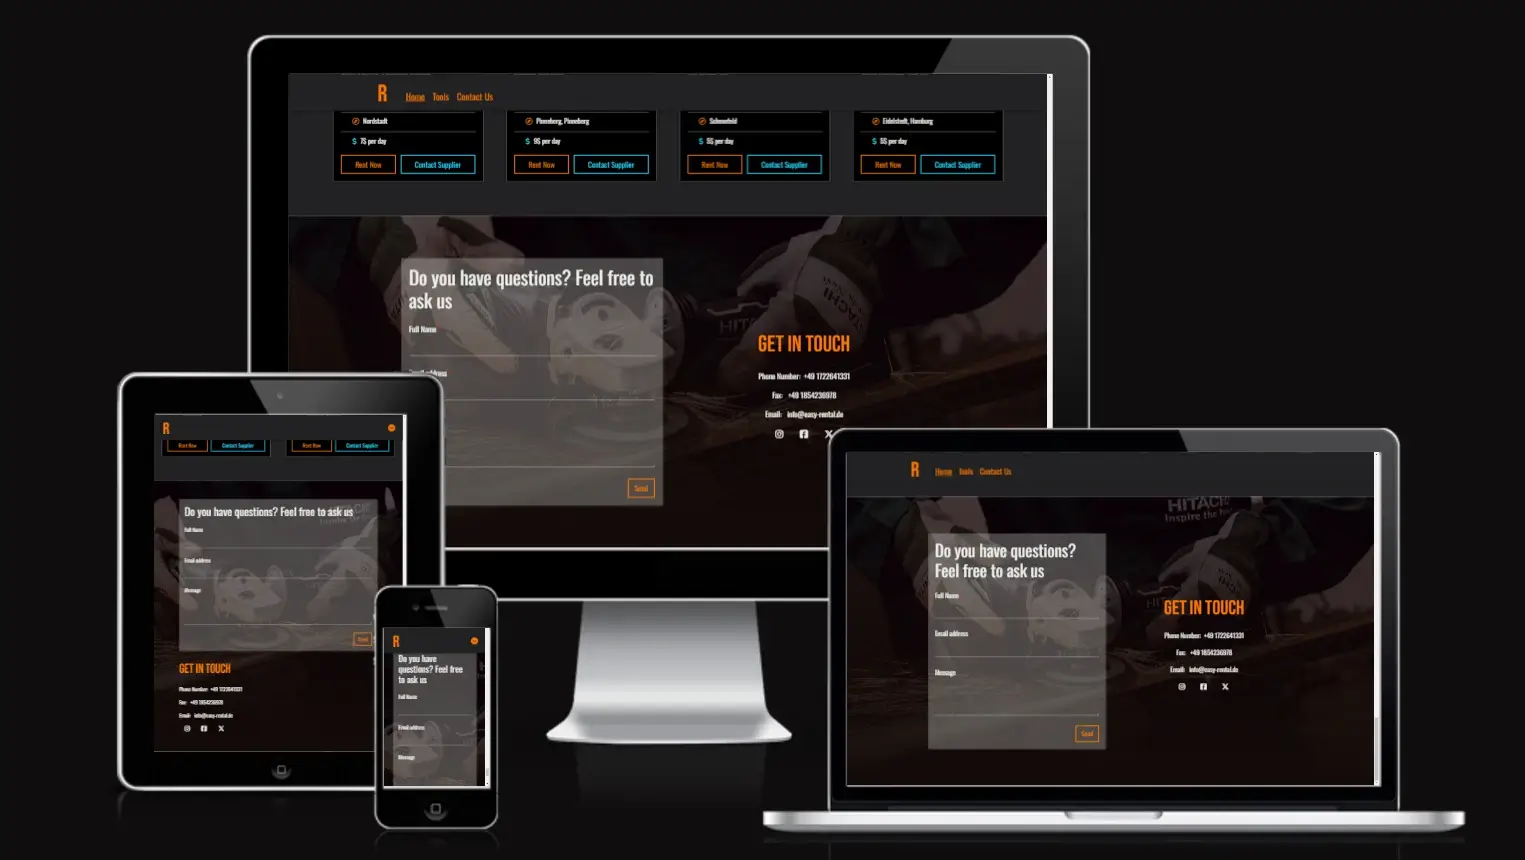 R Home Tools Contact Us
Nordstadt
7$ per day
Rent Now Contact Supplier
Pinneberg, Pinneberg
9$ per day
Rent Now Contact Supplier
Schonefeld
5$ per day
Rent Now Contact Supplier
Eidelstedt, Hamburg
5$ per day
Rent Now Contact Supplier
Do you have questions? Feel free to
ask us
Full Name
address
Send
HITACHI
GET IN TOUCH
Phone Number: +49 1722641331
Fax: +49 1854236978
Email: info@easy-rental.de
R
Rent Now Contact Supplier
Rent Now Contact Supplier
Do you have questions? Feel free to ask us
Full Name
Email address
Message
Send
GET IN TOUCH
Phone Number: +49 1722641331
Fax: +49 1854236978
Email: info@easy-rental.de
R
Do you have
questions? Feel free
to ask us
Full Name
Email address
Message
R Home Tools Contact Us
HITACHI
Inspire the
Do you have questions?
Feel free to ask us
Full Name
Email address
Message
Send
GET IN TOUCH
Phone Number: +49 1722641331
Fax: +49 1854236978
Email: info@easy-rental.de